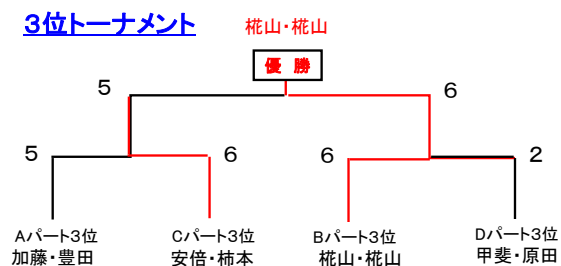 ３位トーナメント
椛山・椛山
優　勝
5
6
5
6
6
2
Aパート3位
Cパート3位
Bパート3位
Dパート3位
加藤・豊田
安倍・柿本
椛山・椛山
甲斐・原田